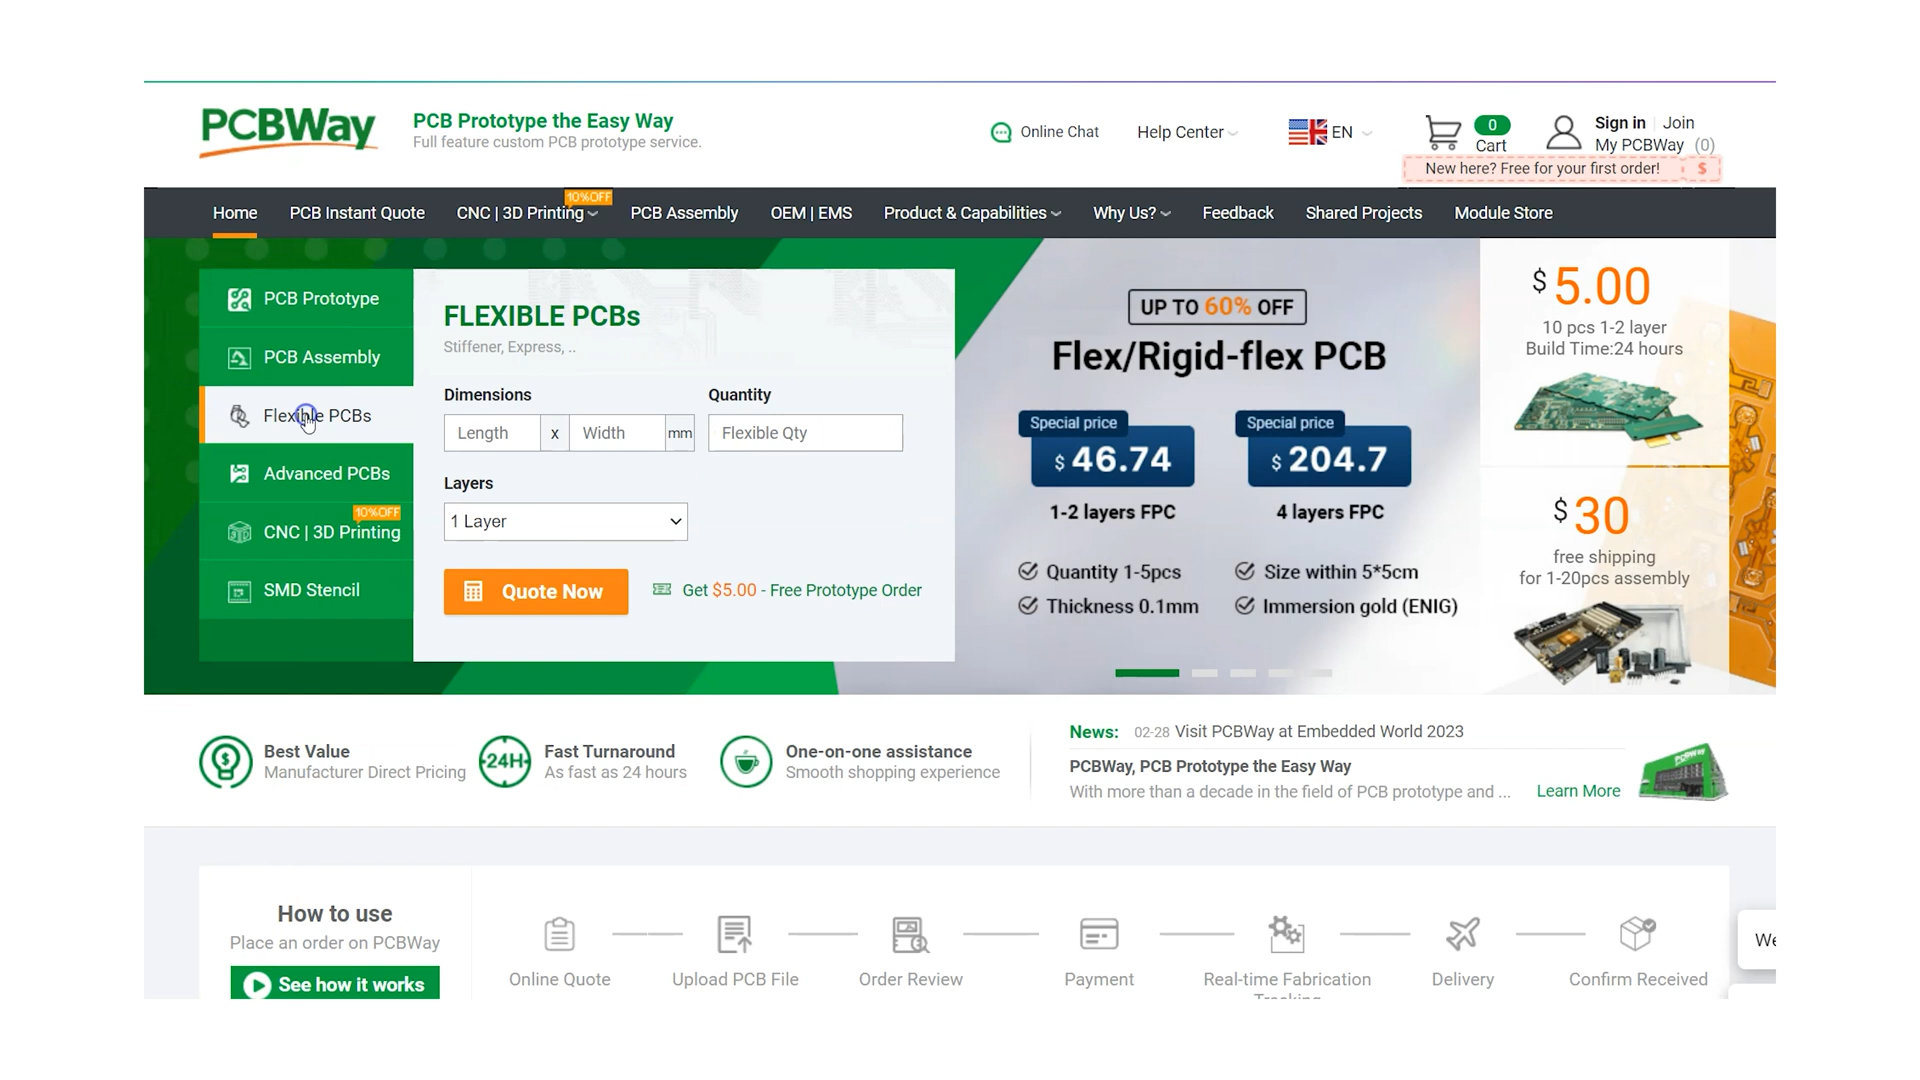 PCBWay
PCB Prototype the Easy Way
Full feature custom PCB prototype service.
Online Chat
Help Center
EN
0
Cart
Sign in
Join
My PCBWay (0)
New here? Free for your first order! $
Home
PCB Instant Quote
CNC | 3D Printing
10%OFF
PCB Assembly
OEM | EMS
Product & Capabilities
Why Us?
Feedback
Shared Projects
Module Store
PCB Prototype
PCB Assembly
Flexible PCBs
Advanced PCBs
10%OFF
CNC | 3D Printing
SMD Stencil
FLEXIBLE PCBs
Stiffener, Express, ..
Dimensions
Quantity
Length x Width mm
Flexible Qty
Layers
1 Layer
Quote Now
Get $5.00 - Free Prototype Order
UP TO 60% OFF
Flex/Rigid-flex PCB
Special price
$ 46.74
1-2 layers FPC
Special price
$ 204.7
4 layers FPC
Quantity 1-5pcs
Size within 5*5cm
Thickness 0.1mm
Immersion gold (ENIG)
$ 5.00
10 pcs 1-2 layer
Build Time:24 hours
$ 30
free shipping
for 1-20pcs assembly
Best Value
Manufacturer Direct Pricing
24H
Fast Turnaround
As fast as 24 hours
One-on-one assistance
Smooth shopping experience
News: 02-28 Visit PCBWay at Embedded World 2023
PCBWay, PCB Prototype the Easy Way
With more than a decade in the field of PCB prototype and ...
Learn More
How to use
Place an order on PCBWay
See how it works
Online Quote
Upload PCB File
Order Review
Payment
Real-time Fabrication
Tracking
Delivery
Confirm Received